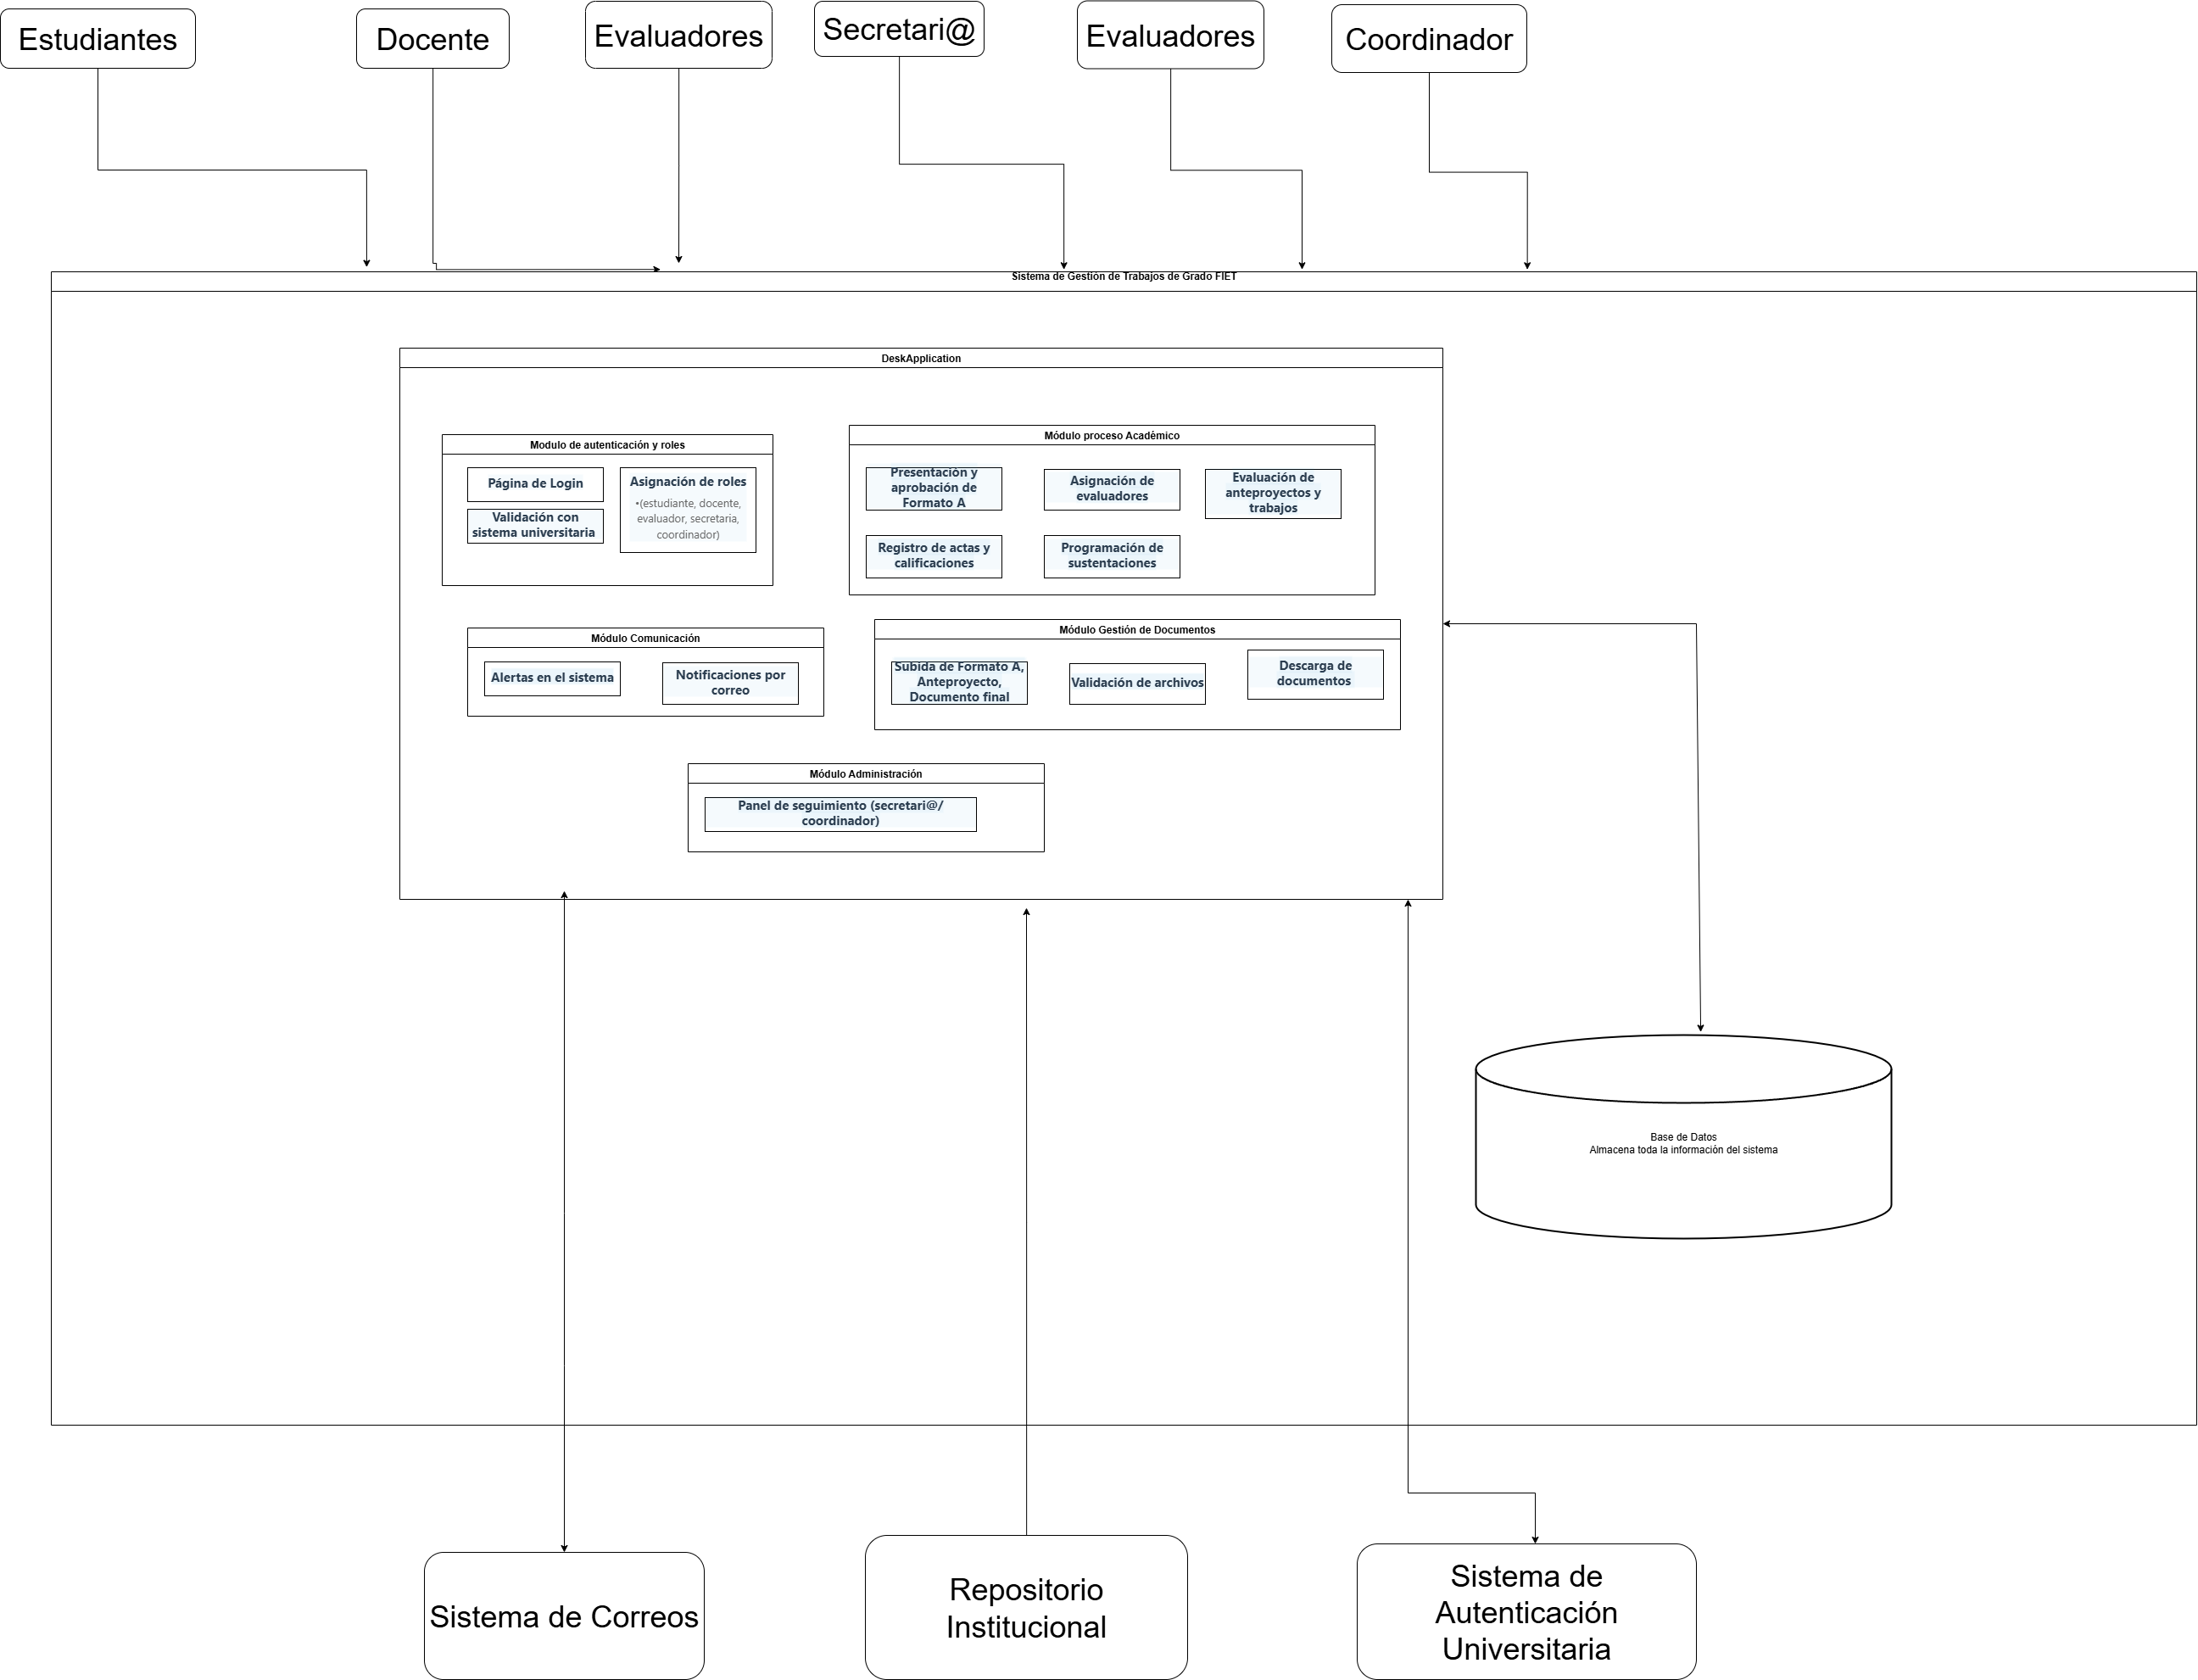 Estudiantes
Docente
Evaluadores
Secretari@
Evaluadores
Coordinador
Sistema de Gestión de Trabajos de Grado FIET
DeskApplication
Modulo de autenticación y roles
Página de Login
Validación con
sistema universitaria
Asignación de roles
•(estudiante, docente,
evaluador, secretaria,
coordinador)
Módulo proceso Académico
Presentación y
aprobación de
Formato A
Asignación de
evaluadores
Evaluación de
anteproyectos y
trabajos
Registro de actas y
calificaciones
Programación de
sustentaciones
Módulo Comunicación
Alertas en el sistema
Notificaciones por
correo
Módulo Gestión de Documentos
Subida de Formato A,
Anteproyecto,
Documento final
Validación de archivos
Descarga de
documentos
Módulo Administración
Panel de seguimiento (secretari@/
coordinador)
Base de Datos
Almacena toda la información del sistema
Sistema de Correos
Repositorio
Institucional
Sistema de
Autenticación
Universitaria